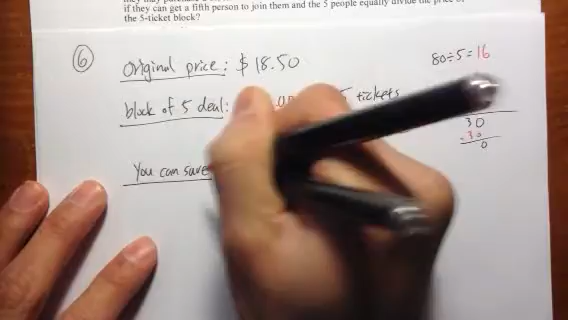 if they can get a fifth person to join them and the 5 people equally divide the price of
the 5-ticket block?
6
Original price: $ 18.50
80÷5=16
block of 5 deal: tickets
30
30
0
You can save